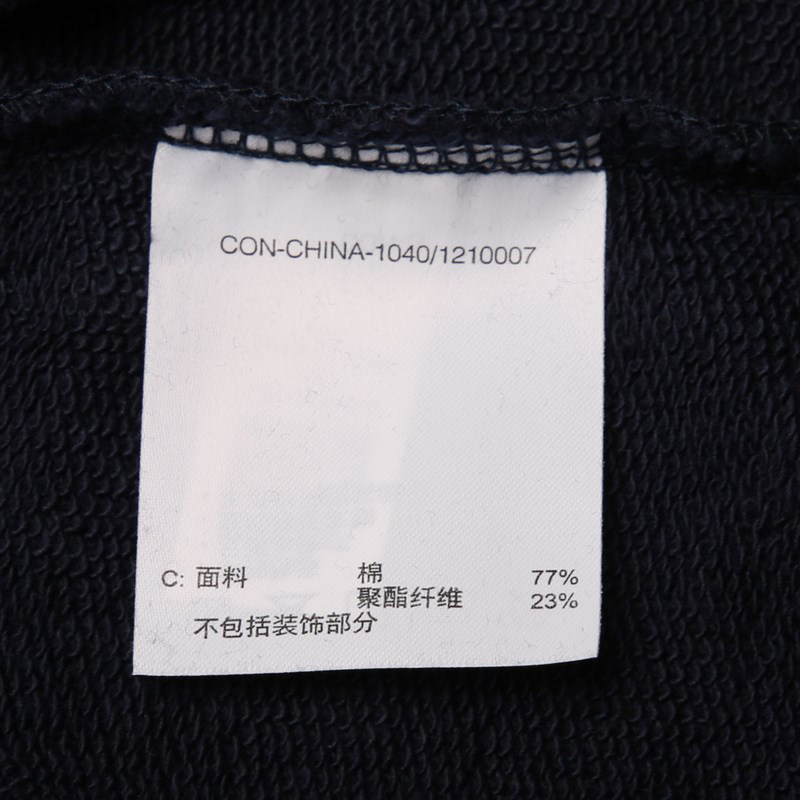 CON-CHINA-1040/1210007
C: 面料 棉 77%
聚酯纤维 23%
不包括装饰部分